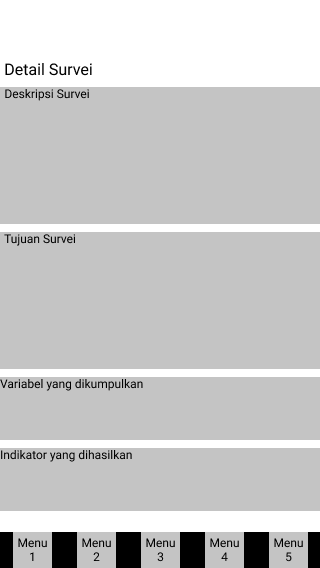 Detail Survei
Deskripsi Survei
Tujuan Survei
Variabel yang dikumpulkan
Indikator yang dihasilkan
Menu Menu Menu Menu Menu
1 2 3 4 5